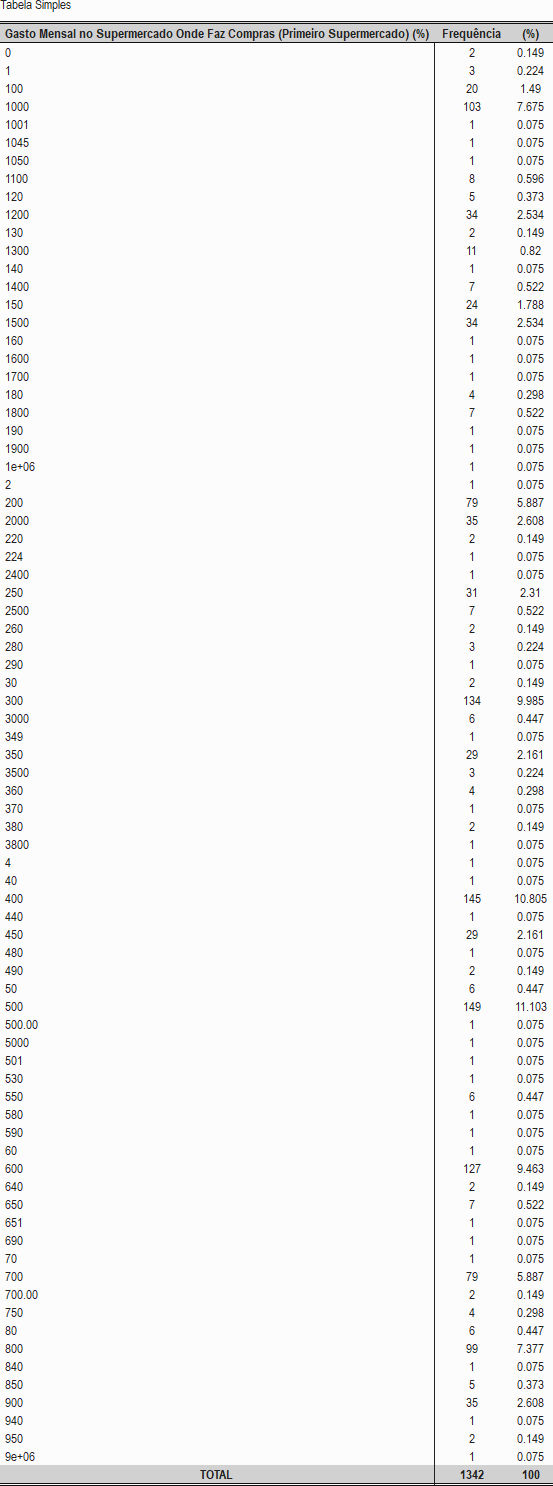 Tabela Simples
Gasto Mensal no Supermercado Onde Faz Compras (Primeiro Supermercado) (%) Frequência (%)
0 2 0.149
1 3 0.224
100 20 1.49
1000 103 7.675
1001 1 0.075
1045 1 0.075
1050 1 0.075
1100 8 0.596
120 5 0.373
1200 34 2.534
130 2 0.149
1300 11 0.82
140 1 0.075
1400 7 0.522
150 24 1.788
1500 34 2.534
160 1 0.075
1600 1 0.075
1700 1 0.075
180 4 0.298
1800 7 0.522
190 1 0.075
1900 1 0.075
1e+06 1 0.075
2 1 0.075
200 79 5.887
2000 35 2.608
220 2 0.149
224 1 0.075
2400 1 0.075
250 31 2.31
2500 7 0.522
260 2 0.149
280 3 0.224
290 1 0.075
30 2 0.149
300 134 9.985
3000 6 0.447
349 1 0.075
350 29 2.161
3500 3 0.224
360 4 0.298
370 1 0.075
380 2 0.149
3800 1 0.075
4 1 0.075
40 1 0.075
400 145 10.805
440 1 0.075
450 29 2.161
480 1 0.075
490 2 0.149
50 6 0.447
500 149 11.103
500.00 1 0.075
5000 1 0.075
501 1 0.075
530 1 0.075
550 6 0.447
580 1 0.075
590 1 0.075
60 1 0.075
600 127 9.463
640 2 0.149
650 7 0.522
651 1 0.075
690 1 0.075
70 1 0.075
700 79 5.887
700.00 2 0.149
750 4 0.298
80 6 0.447
800 99 7.377
840 1 0.075
850 5 0.373
900 35 2.608
940 1 0.075
950 2 0.149
9e+06 1 0.075
TOTAL 1342 100